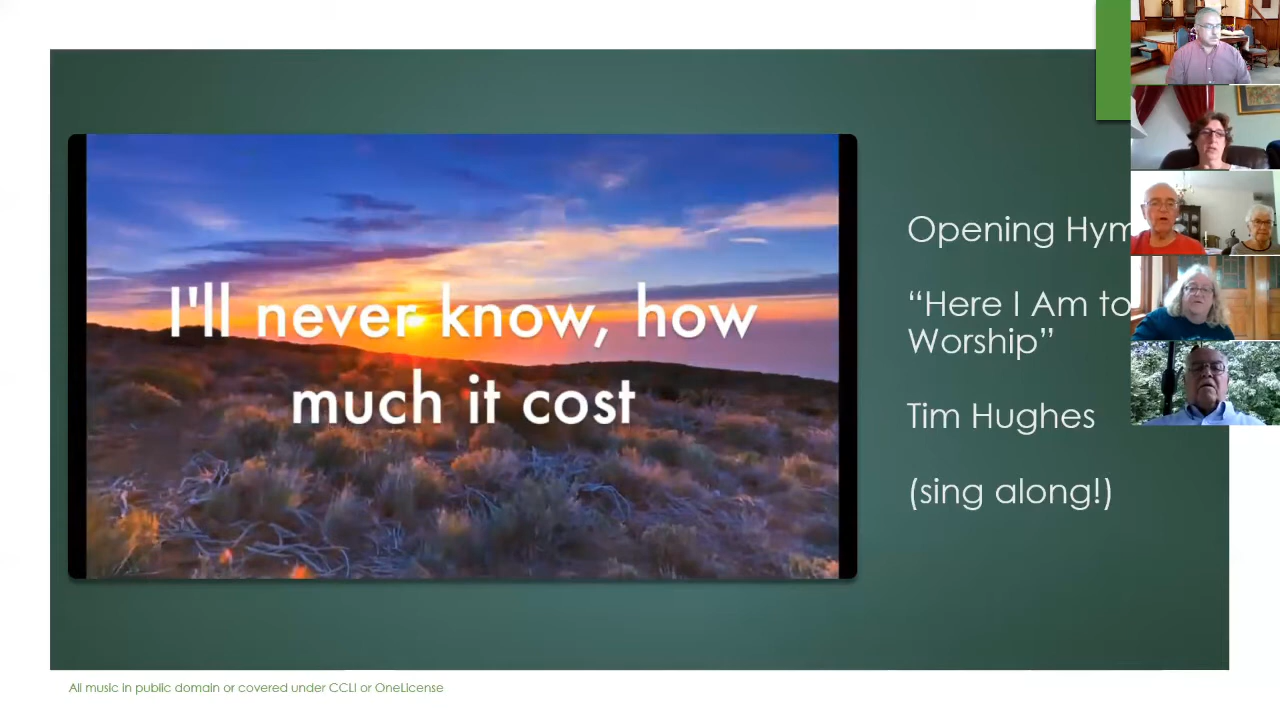 I'll never know, how
much it cost
Opening Hym
“Here I Am to
Worship”
Tim Hughes
(sing along!)
All music in public domain or covered under CCLI or OneLicense